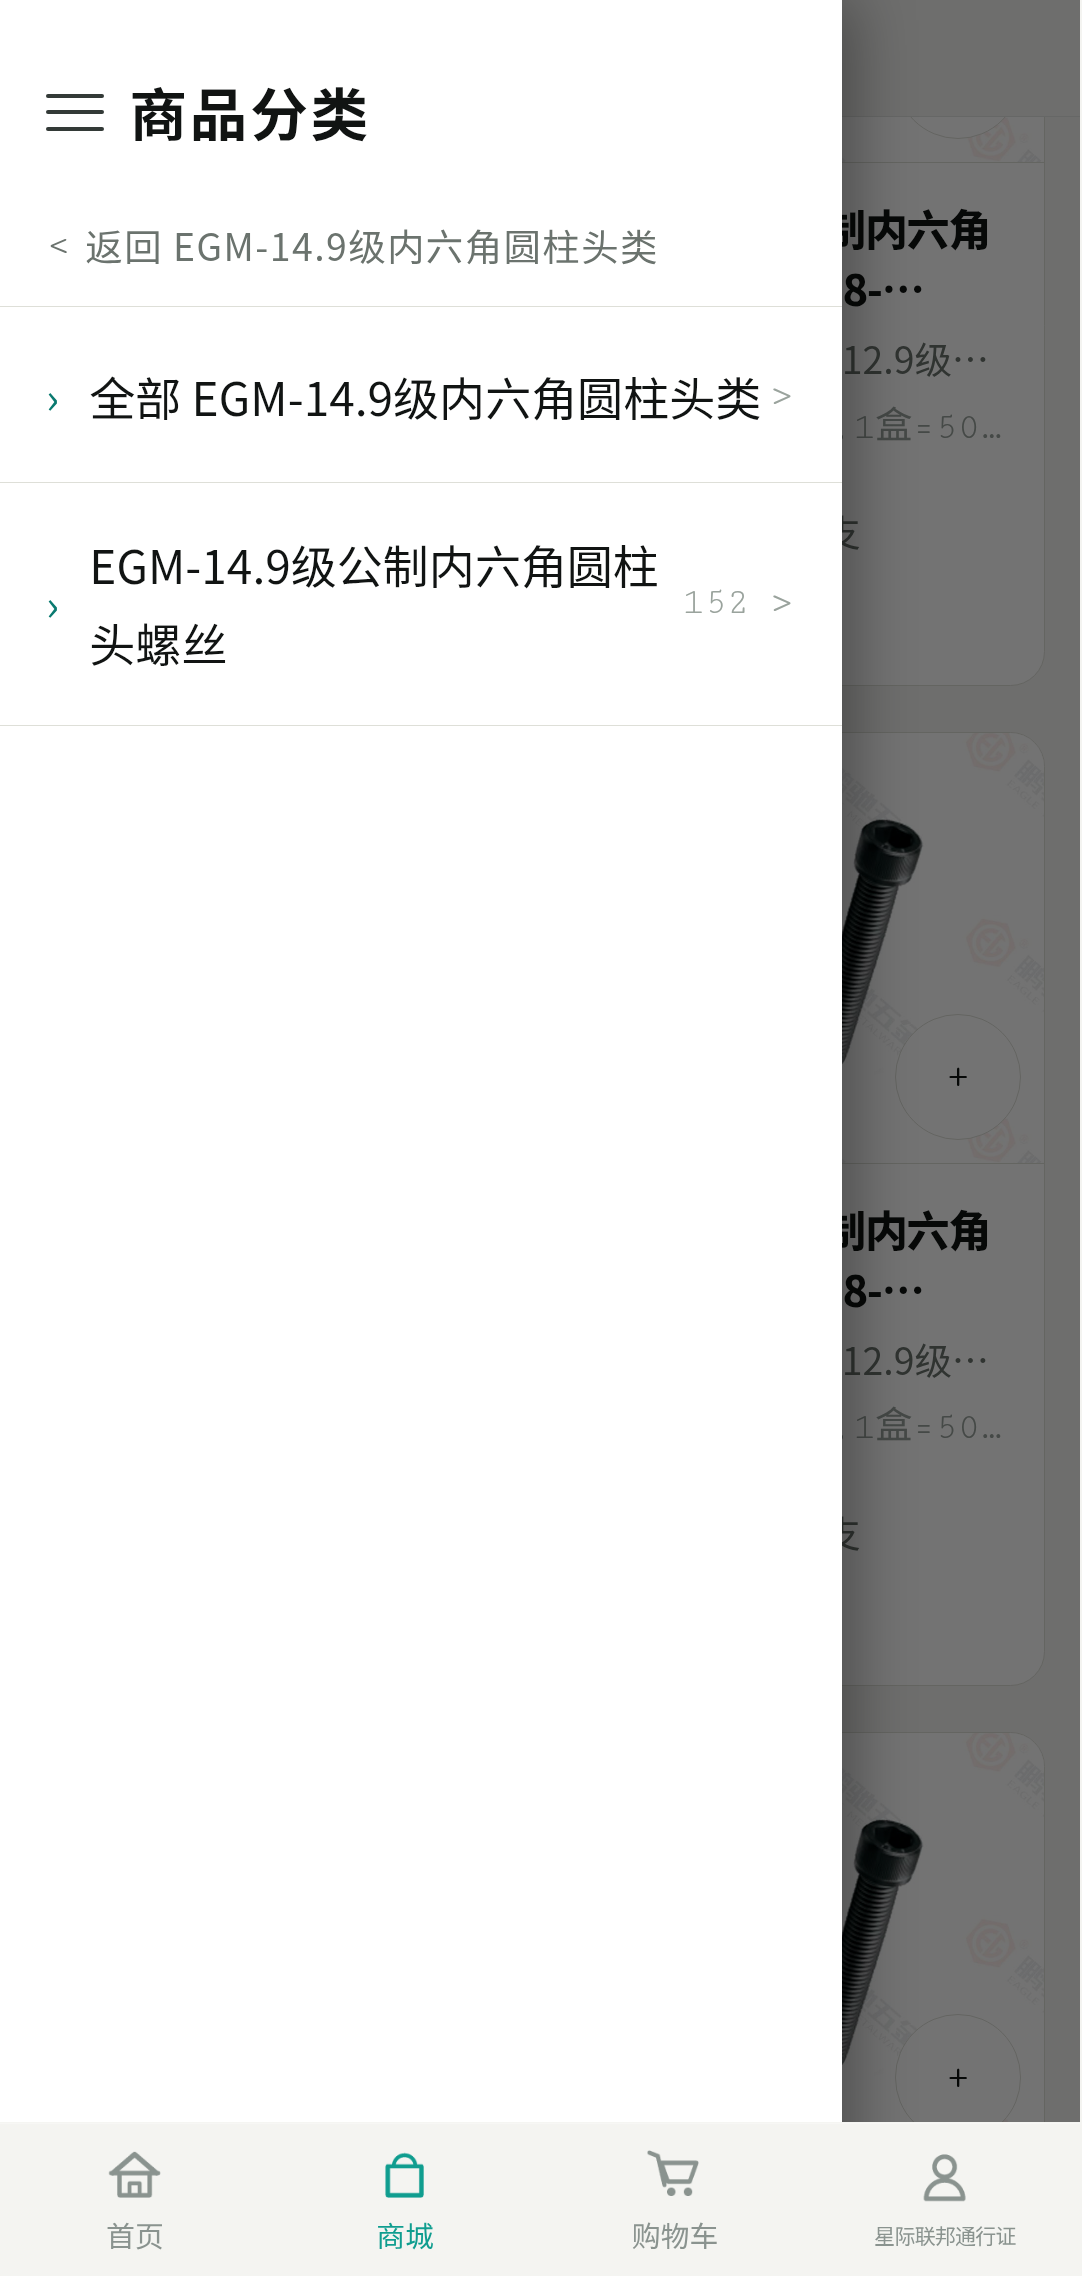 商品分类
< 返回 EGM-14.9级内六角圆柱头类
› 全部 EGM-14.9级内六角圆柱头类 >
› EGM-14.9级公制内六角圆柱
头螺丝
152 >
制内六角
8-…
12.9级…
1盒=50…
支
+
制内六角
8-…
12.9级…
1盒=50…
支
+
首页
商城
购物车
星际联邦通行证